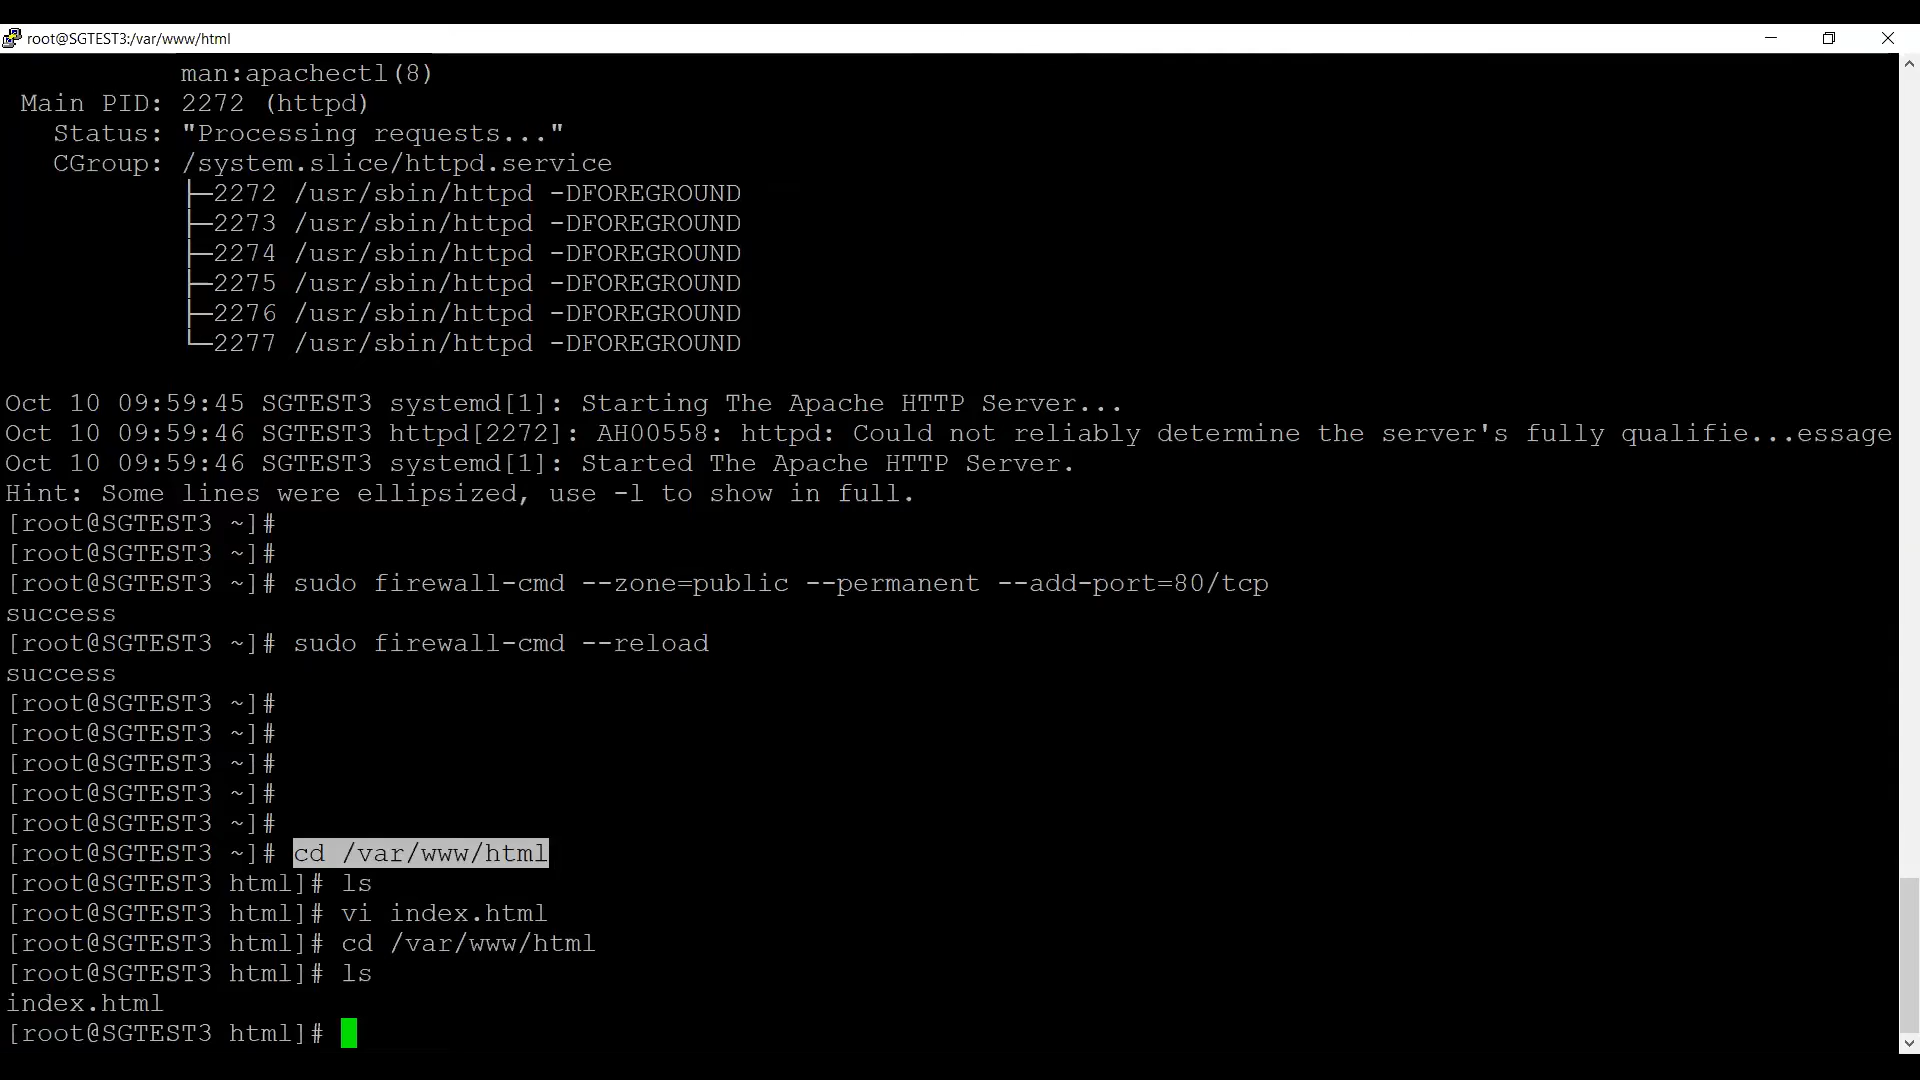 root@SGTEST3:/var/www/html
man:apachectl(8)
Main PID: 2272 (httpd)
Status: "Processing requests..."
CGroup: /system.slice/httpd.service
├─2272 /usr/sbin/httpd -DFOREGROUND
├─2273 /usr/sbin/httpd -DFOREGROUND
├─2274 /usr/sbin/httpd -DFOREGROUND
├─2275 /usr/sbin/httpd -DFOREGROUND
├─2276 /usr/sbin/httpd -DFOREGROUND
└─2277 /usr/sbin/httpd -DFOREGROUND
Oct 10 09:59:45 SGTEST3 systemd[1]: Starting The Apache HTTP Server...
Oct 10 09:59:46 SGTEST3 httpd[2272]: AH00558: httpd: Could not reliably determine the server's fully qualifie...essage
Oct 10 09:59:46 SGTEST3 systemd[1]: Started The Apache HTTP Server.
Hint: Some lines were ellipsized, use -l to show in full.
[root@SGTEST3 ~]#
[root@SGTEST3 ~]#
[root@SGTEST3 ~]# sudo firewall-cmd --zone=public --permanent --add-port=80/tcp
success
[root@SGTEST3 ~]# sudo firewall-cmd --reload
success
[root@SGTEST3 ~]#
[root@SGTEST3 ~]#
[root@SGTEST3 ~]#
[root@SGTEST3 ~]#
[root@SGTEST3 ~]#
[root@SGTEST3 ~]# cd /var/www/html
[root@SGTEST3 html]# ls
[root@SGTEST3 html]# vi index.html
[root@SGTEST3 html]# cd /var/www/html
[root@SGTEST3 html]# ls
index.html
[root@SGTEST3 html]#